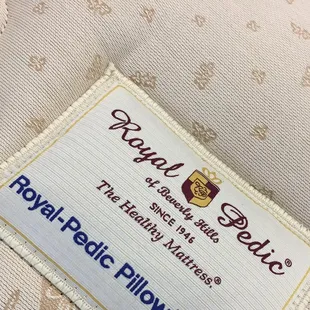 Royal Pedic®
of Beverly Hills
SINCE 1946
The Healthy Mattress®
Royal-Pedic Pillow